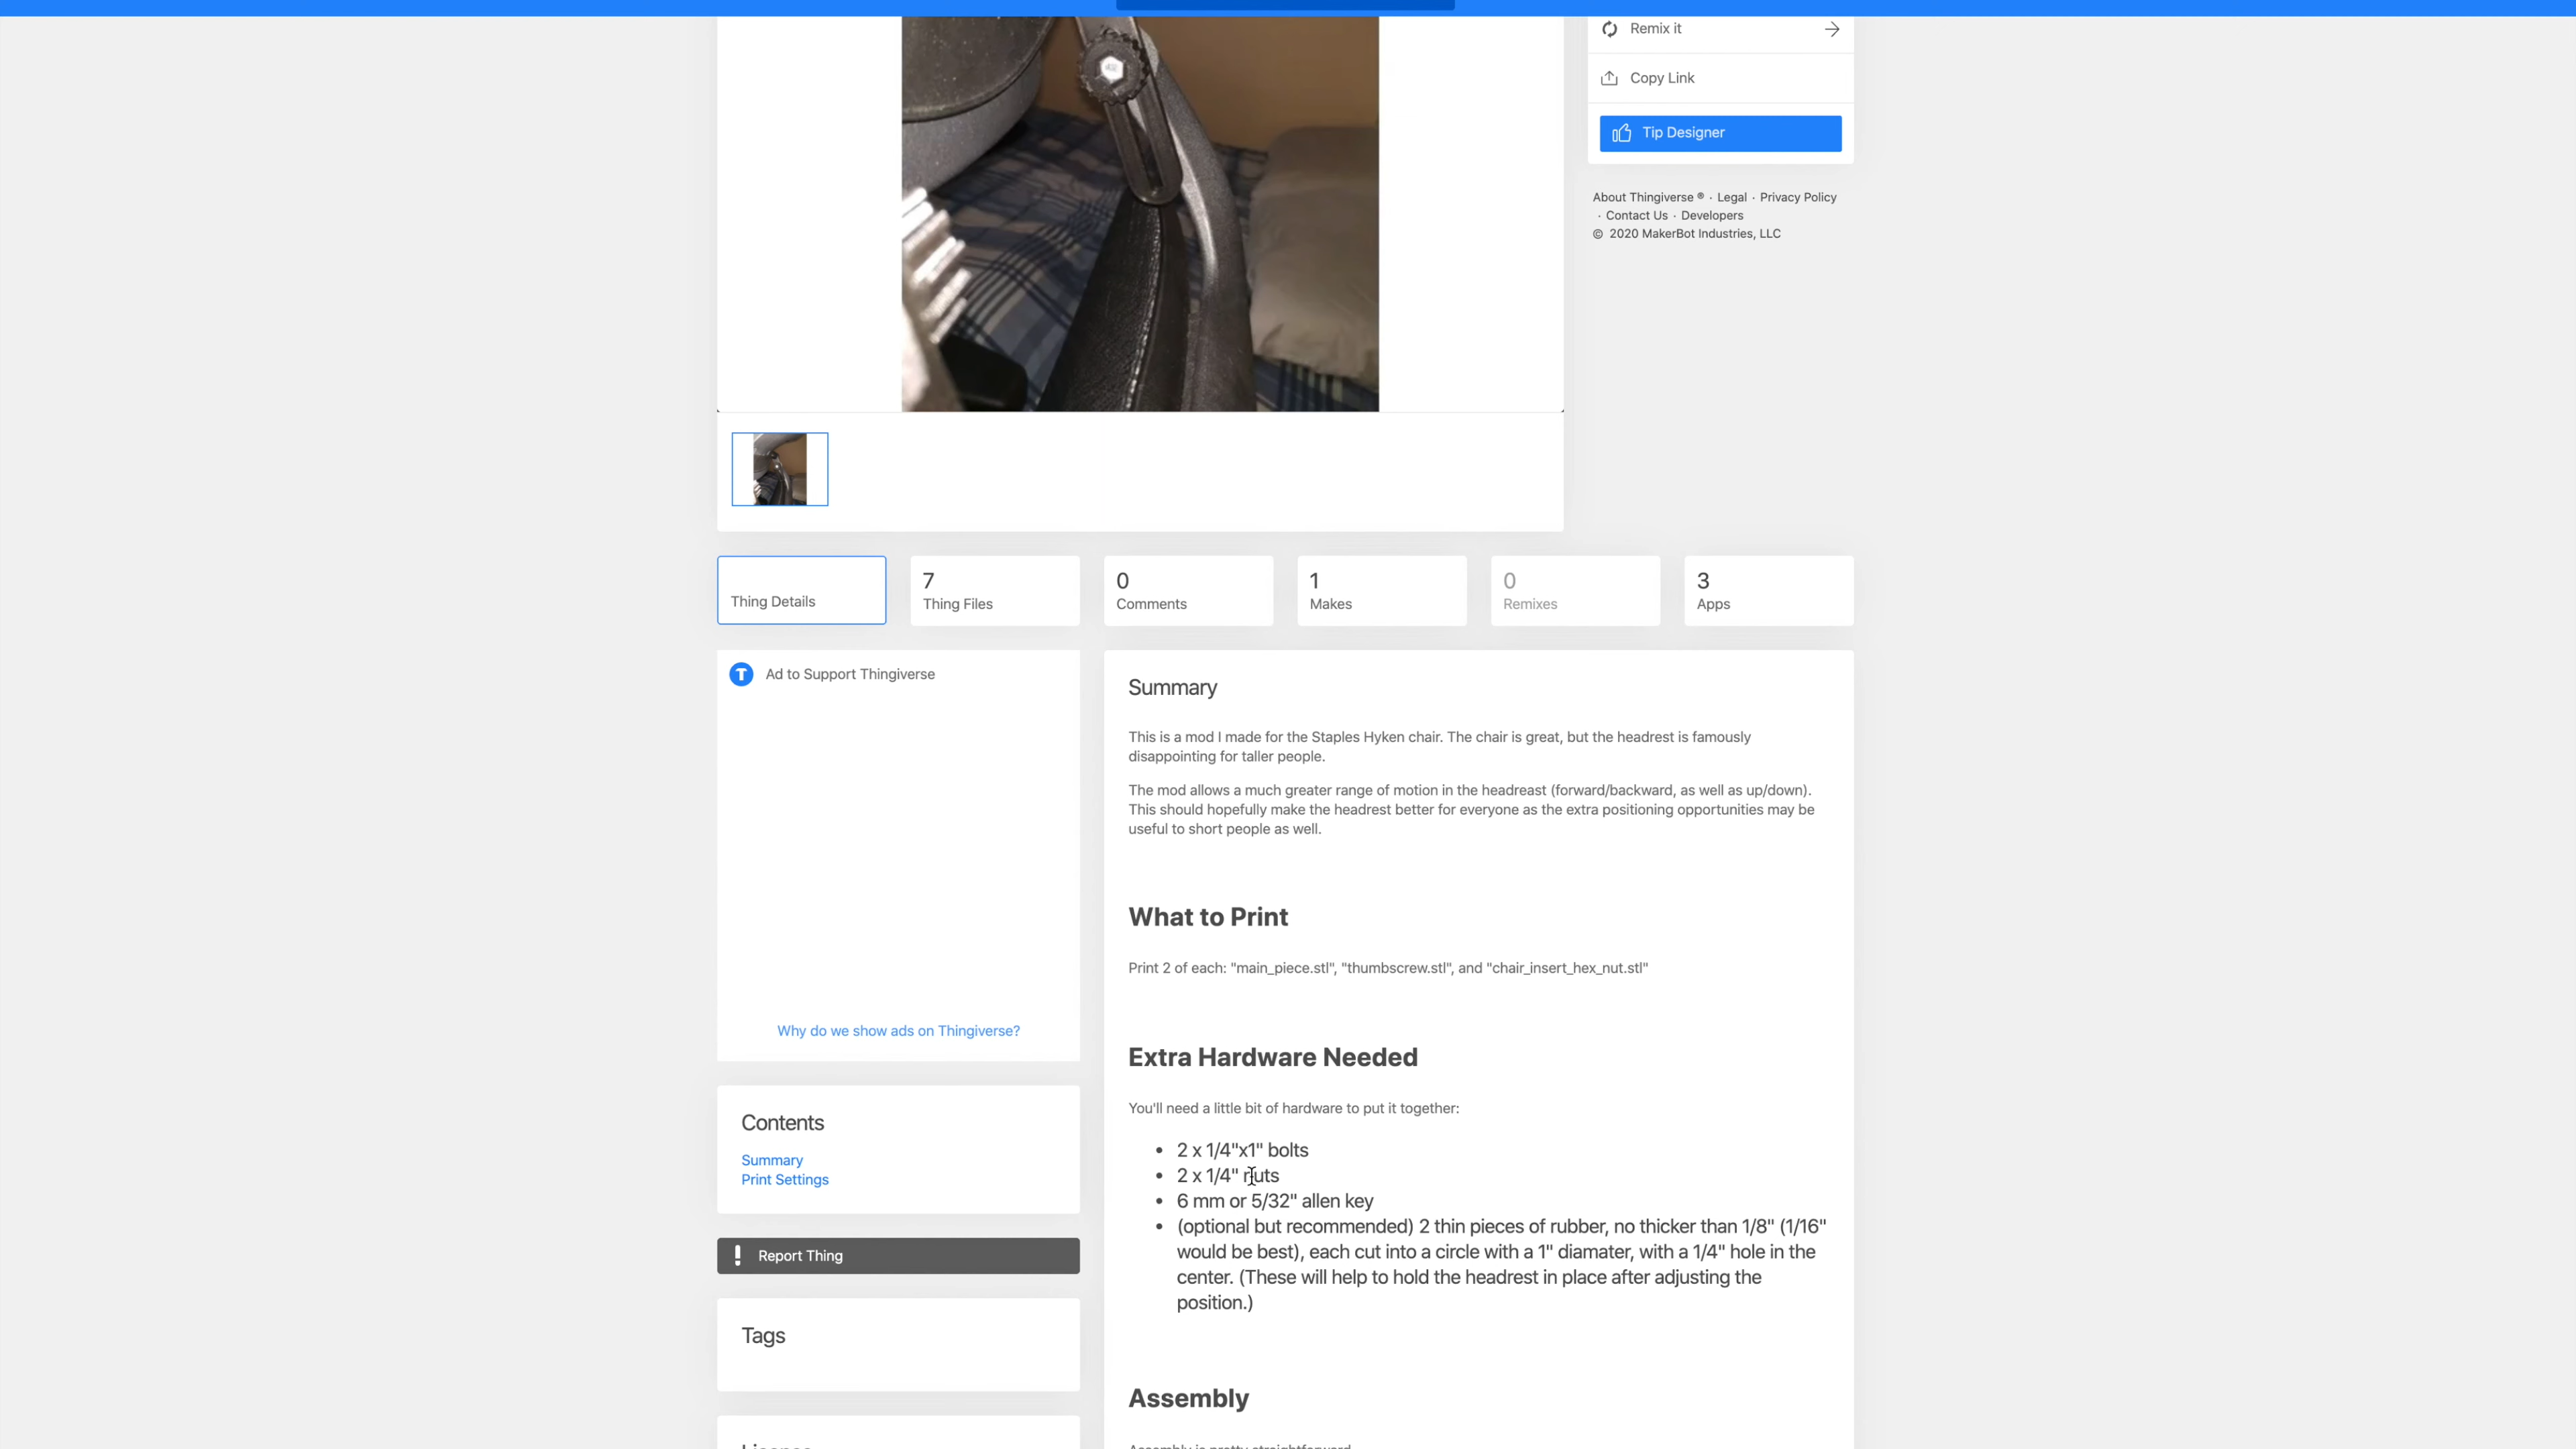 Remix it
Copy Link
Tip Designer
About Thingiverse ® · Legal · Privacy Policy
· Contact Us · Developers
© 2020 MakerBot Industries, LLC
Thing Details
7
Thing Files
0
Comments
1
Makes
0
Remixes
3
Apps
Ad to Support Thingiverse
Why do we show ads on Thingiverse?
Contents
Summary
Print Settings
Report Thing
Tags
Summary
This is a mod I made for the Staples Hyken chair. The chair is great, but the headrest is famously
disappointing for taller people.
The mod allows a much greater range of motion in the headreast (forward/backward, as well as up/down).
This should hopefully make the headrest better for everyone as the extra positioning opportunities may be
useful to short people as well.
What to Print
Print 2 of each: "main_piece.stl", "thumbscrew.stl", and "chair_insert_hex_nut.stl"
Extra Hardware Needed
You'll need a little bit of hardware to put it together:
• 2 x 1/4"x1" bolts
• 2 x 1/4" nuts
• 6 mm or 5/32" allen key
• (optional but recommended) 2 thin pieces of rubber, no thicker than 1/8" (1/16"
would be best), each cut into a circle with a 1" diamater, with a 1/4" hole in the
center. (These will help to hold the headrest in place after adjusting the
position.)
Assembly